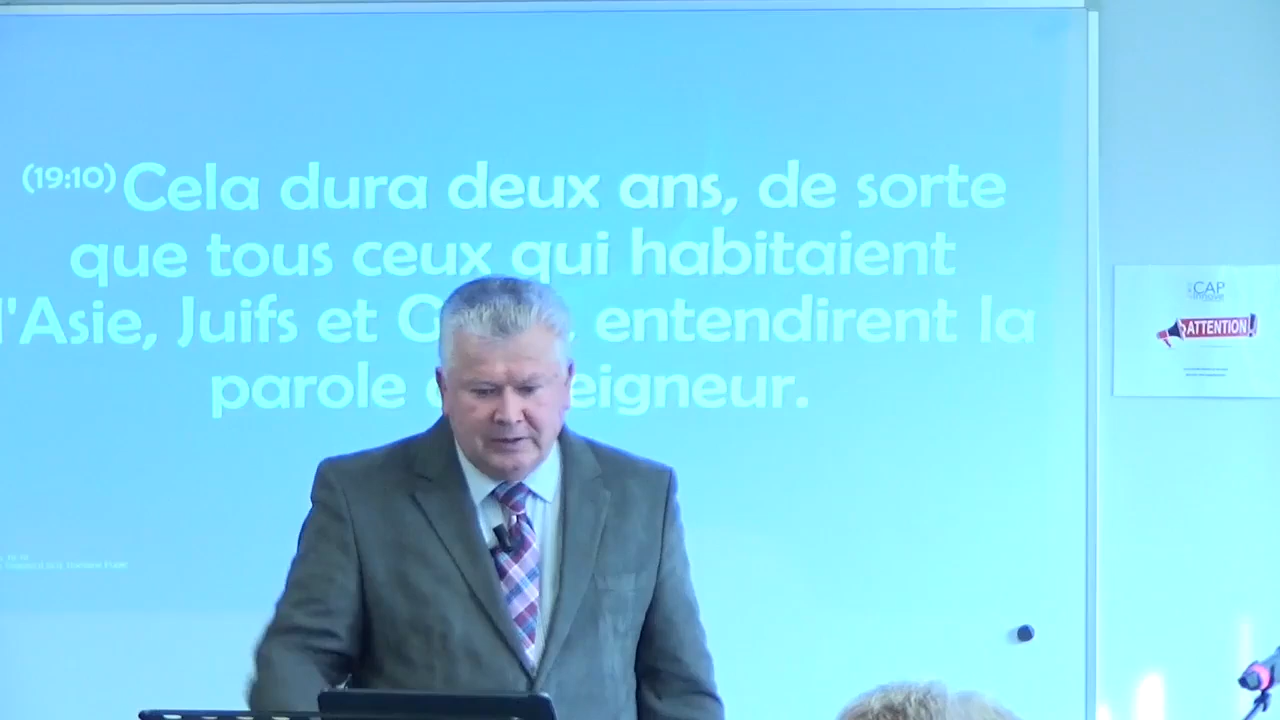 (19:10) Cela dura deux ans, de sorte
que tous ceux qui habitaient
l'Asie, Juifs et G , entendirent la
parole eigneur.
CAP
Innove
ATTENTION